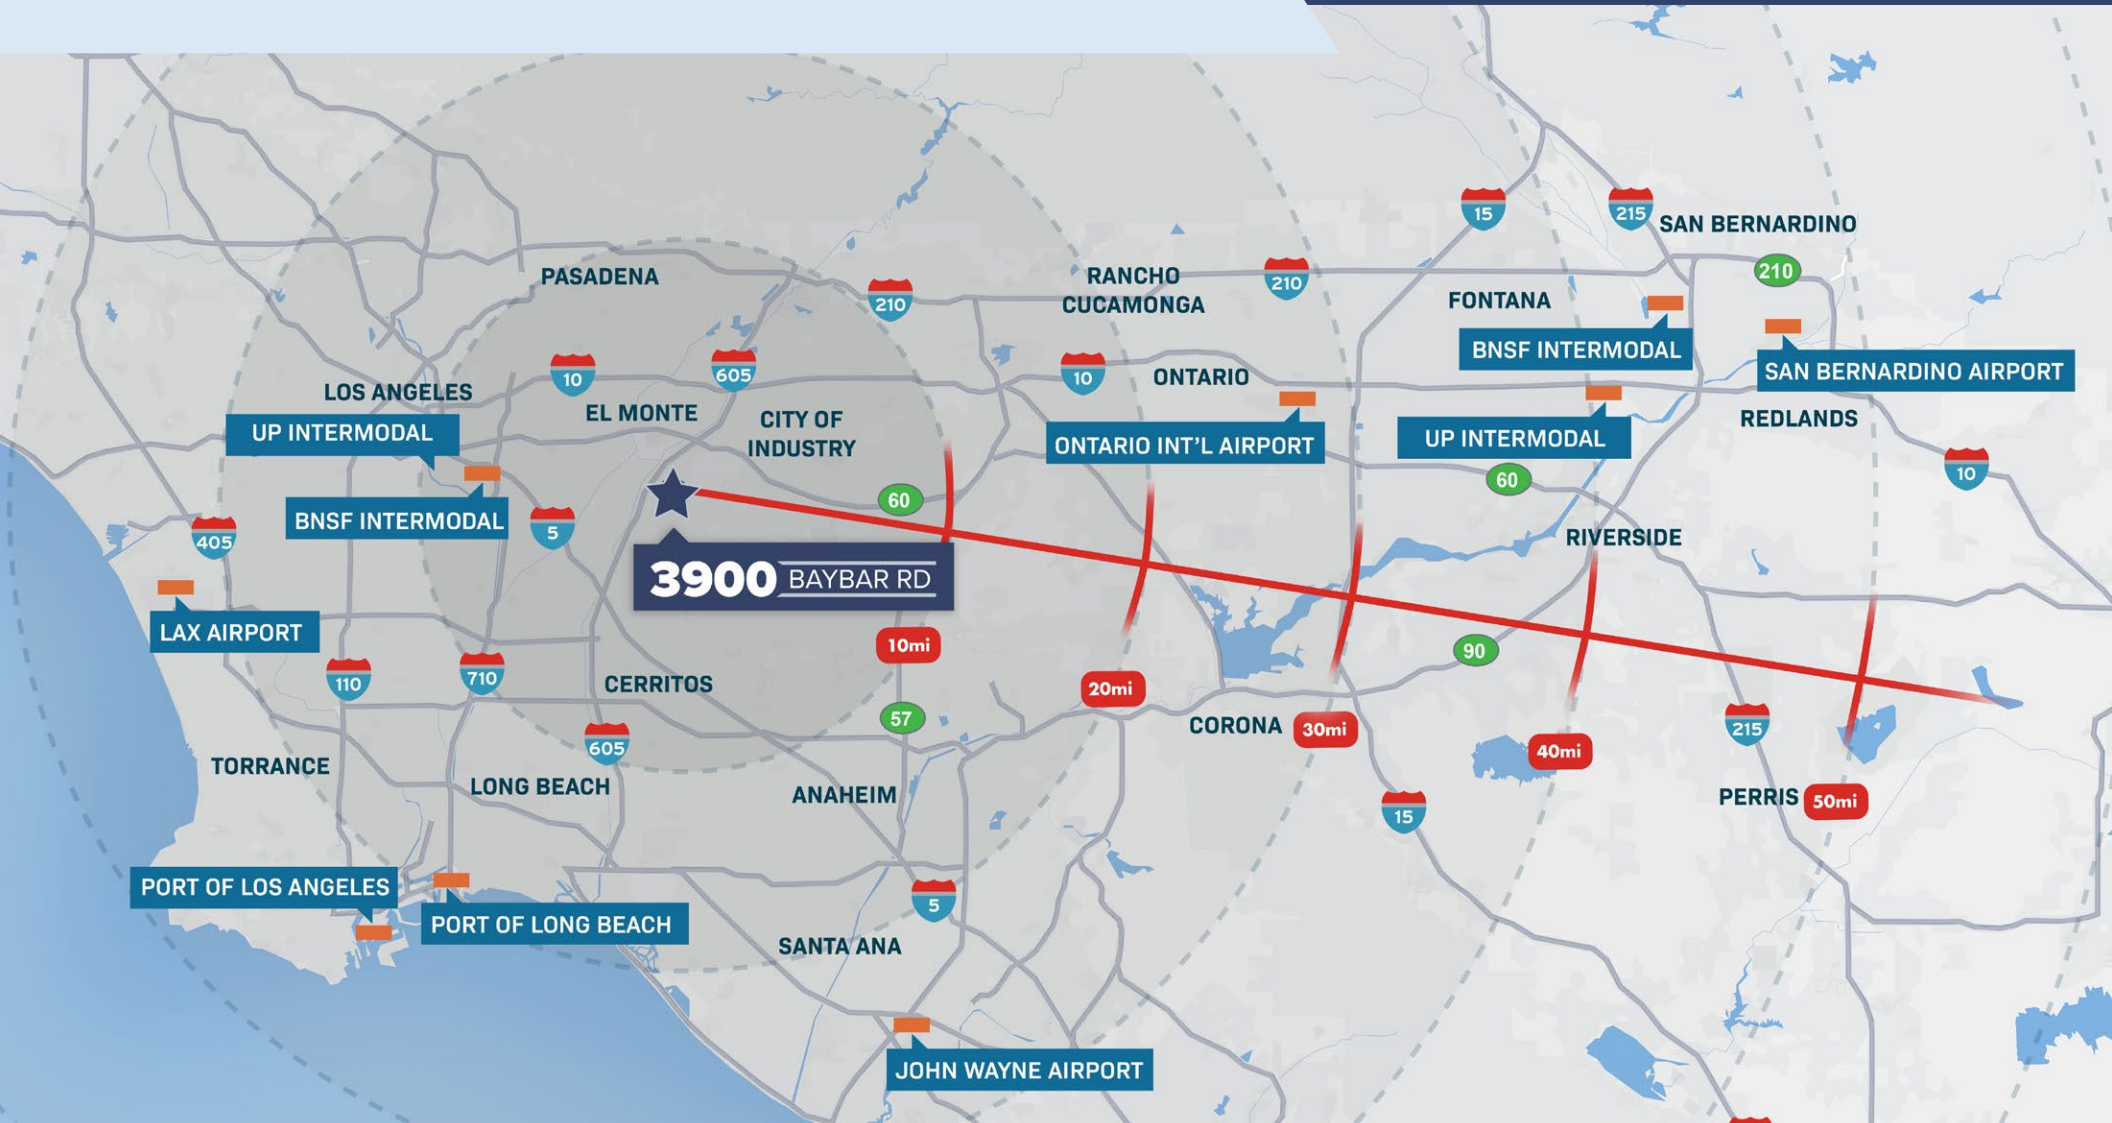 15
215
SAN BERNARDINO
PASADENA
210
RANCHO
CUCAMONGA
210
FONTANA
210
BNSF INTERMODAL
SAN BERNARDINO AIRPORT
LOS ANGELES
10
605
10
ONTARIO
EL MONTE
CITY OF
INDUSTRY
REDLANDS
UP INTERMODAL
ONTARIO INT'L AIRPORT
UP INTERMODAL
10
60
60
BNSF INTERMODAL
405
5
RIVERSIDE
3900 BAYBAR RD
LAX AIRPORT
10mi
90
110
710
CERRITOS
20mi
57
CORONA
30mi
215
605
40mi
TORRANCE
LONG BEACH
ANAHEIM
PERRIS
50mi
15
PORT OF LOS ANGELES
PORT OF LONG BEACH
5
SANTA ANA
JOHN WAYNE AIRPORT